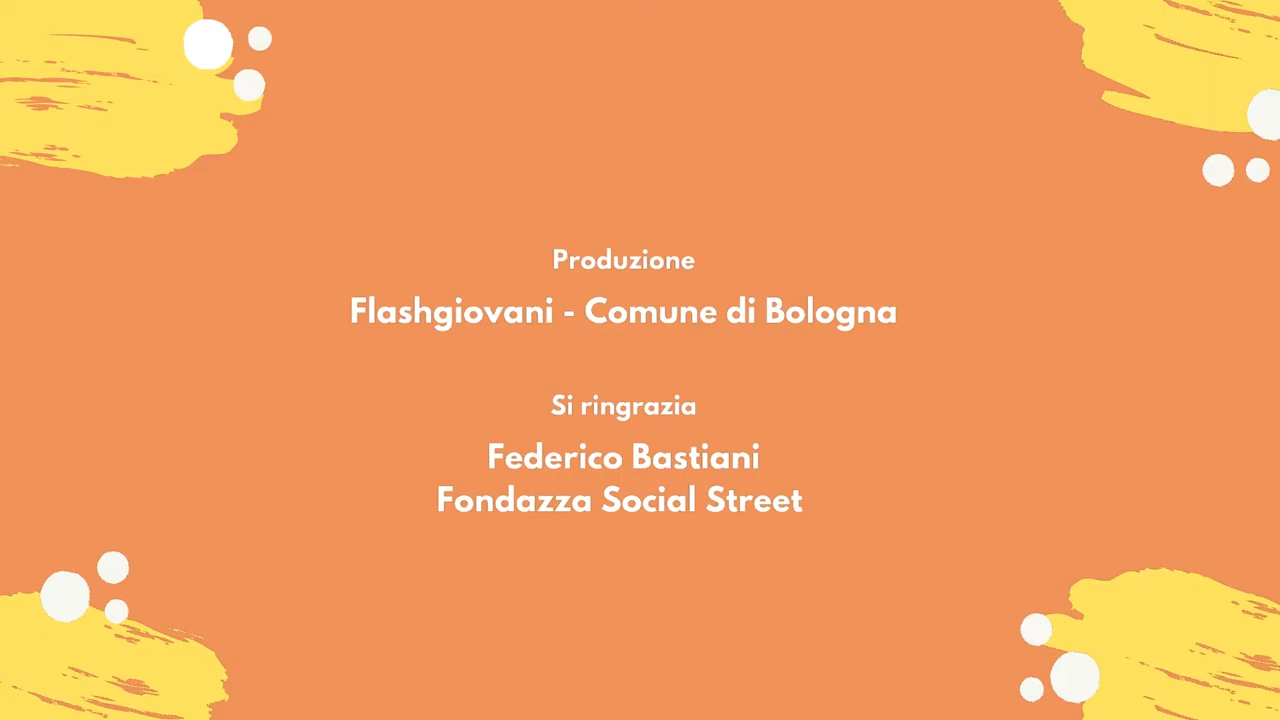 Produzione
Flashgiovani - Comune di Bologna
Si ringrazia
Federico Bastiani
Fondazza Social Street